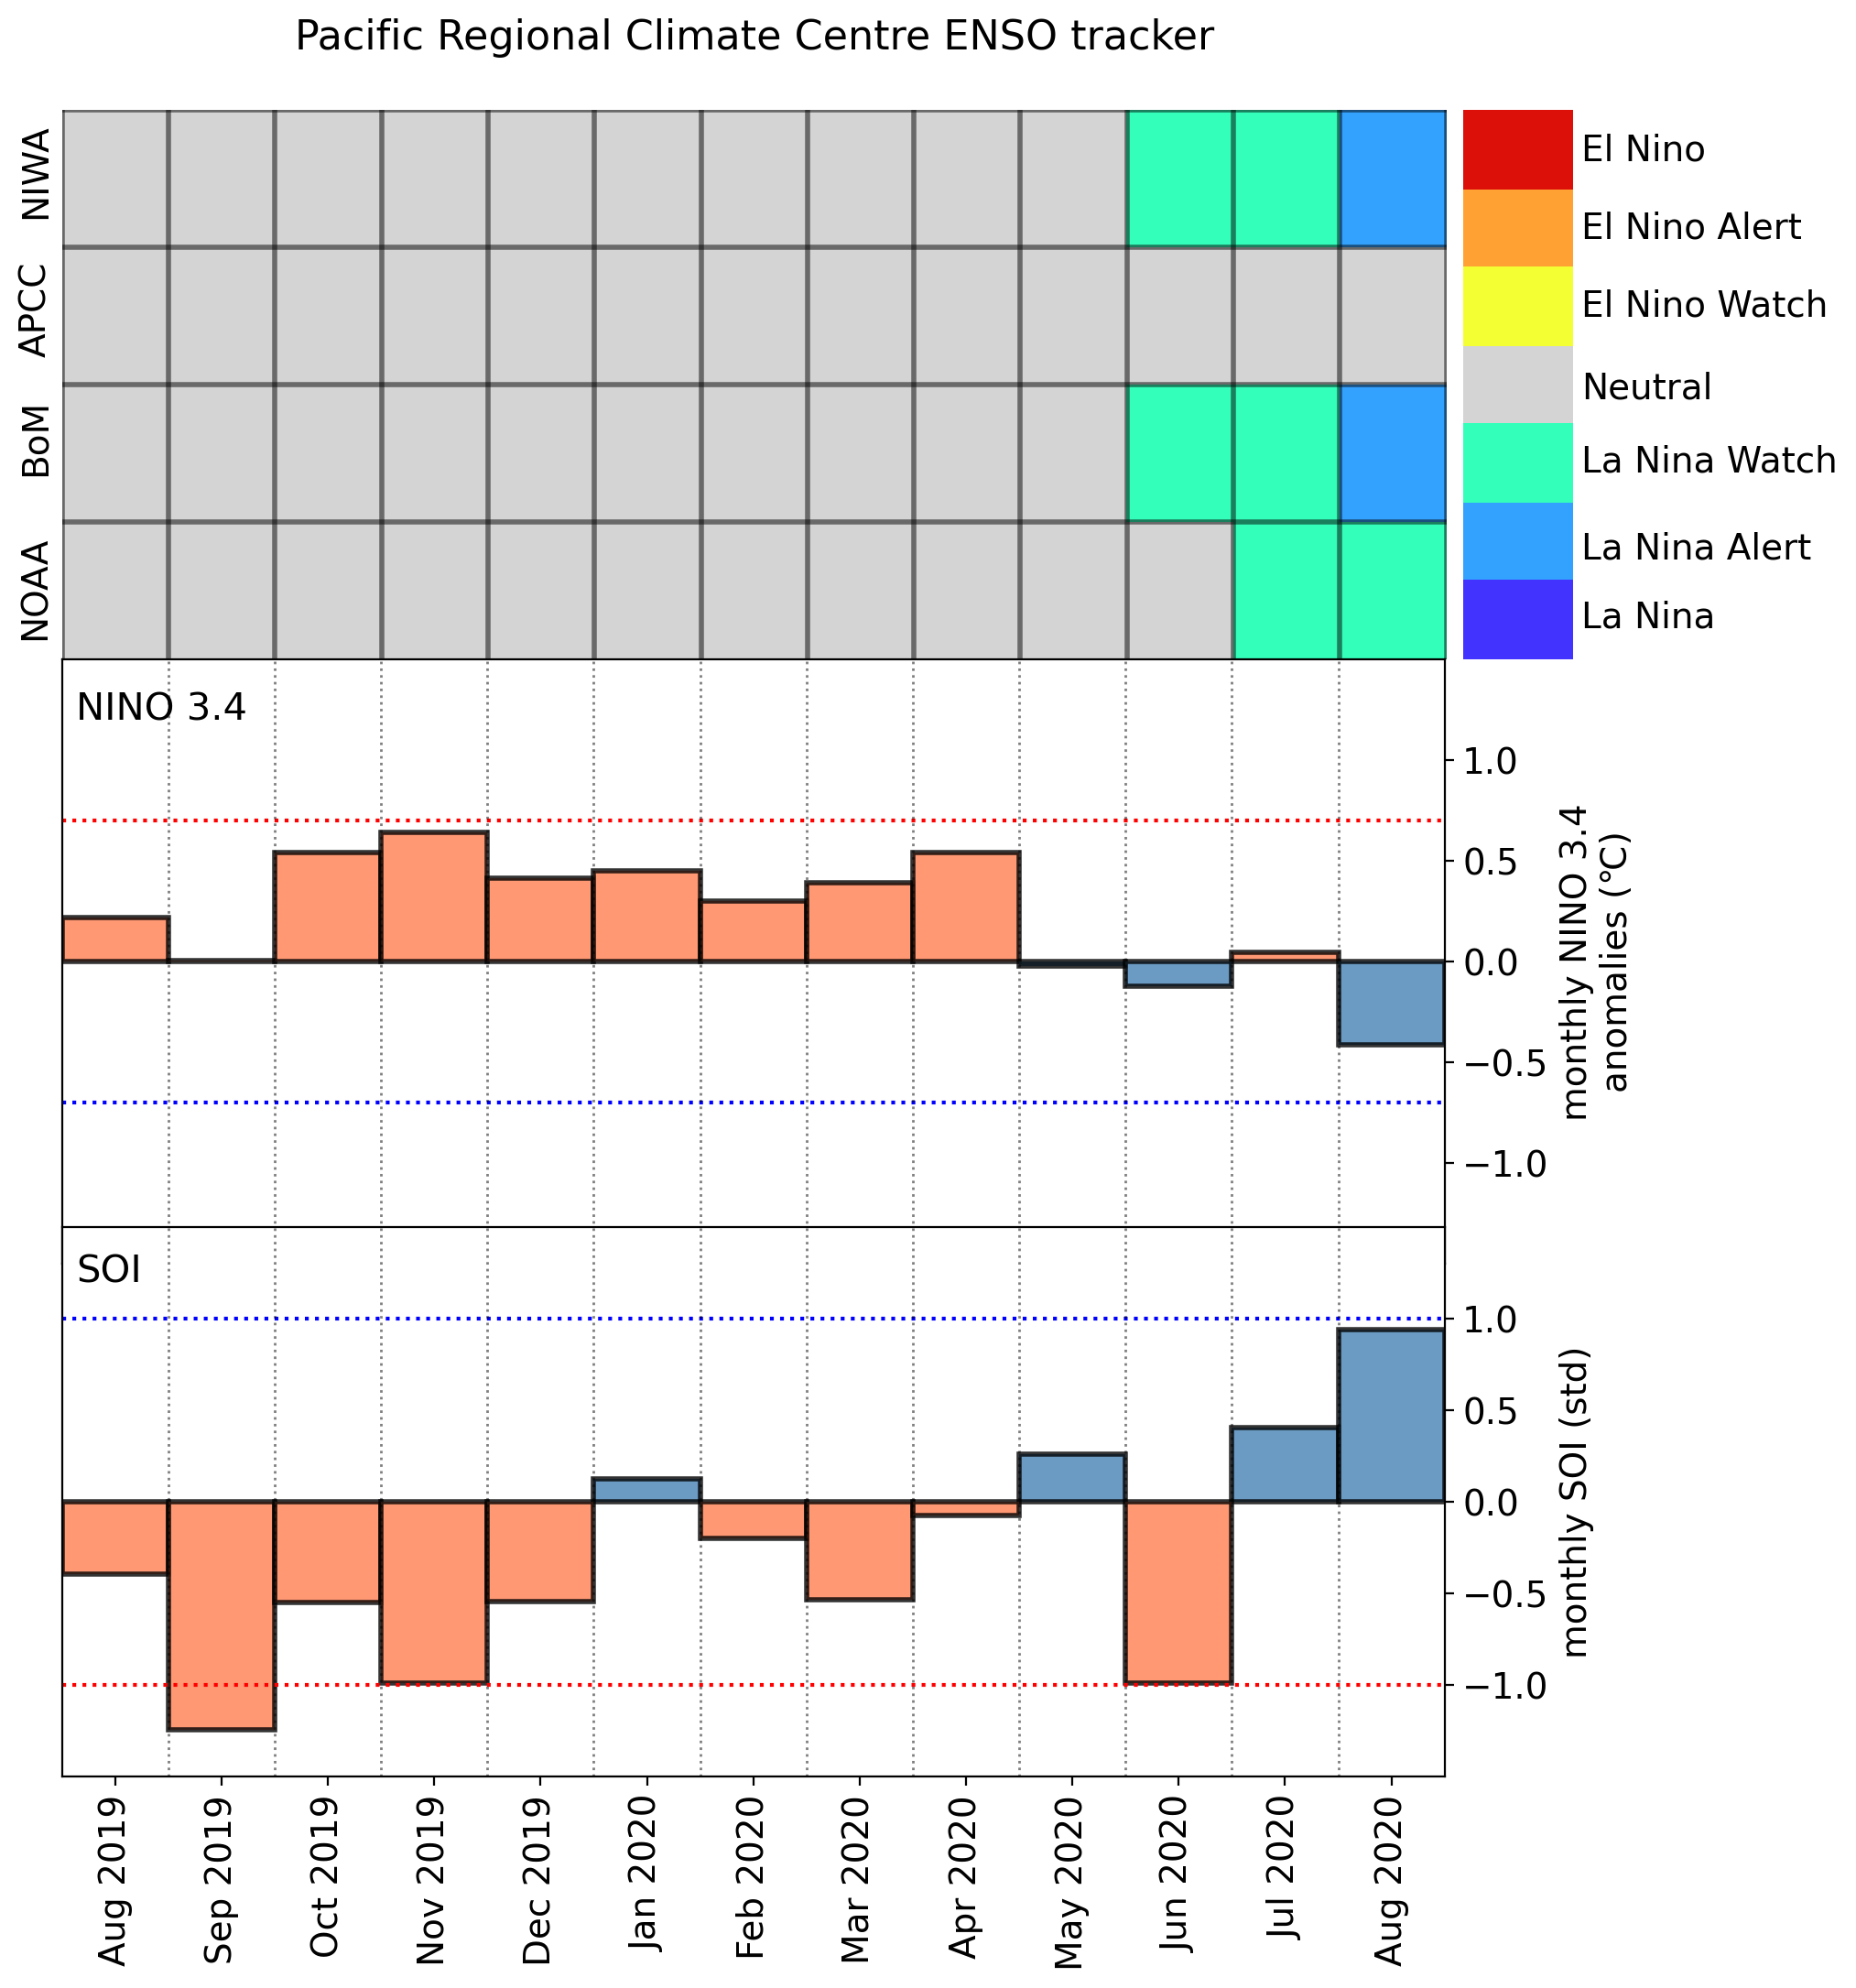 Pacific Regional Climate Centre ENSO tracker
NIWA
APCC
BoM
NOAA
El Nino
El Nino Alert
El Nino Watch
Neutral
La Nina Watch
La Nina Alert
La Nina
NINO 3.4
1.0
0.5
0.0
−0.5
−1.0
monthly NINO 3.4
anomalies (°C)
SOI
1.0
0.5
0.0
−0.5
−1.0
monthly SOI (std)
Aug 2019
Sep 2019
Oct 2019
Nov 2019
Dec 2019
Jan 2020
Feb 2020
Mar 2020
Apr 2020
May 2020
Jun 2020
Jul 2020
Aug 2020